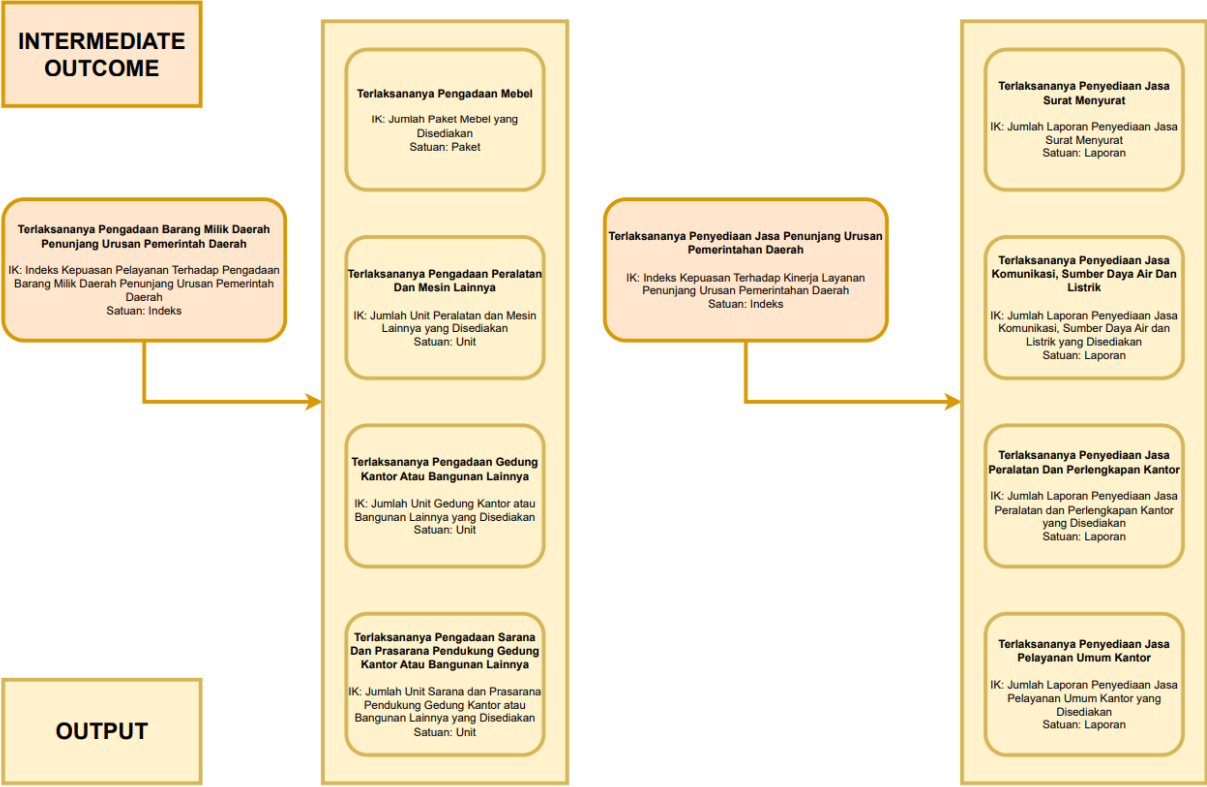 INTERMEDIATE
OUTCOME
Terlaksananya Pengadaan Barang Milik Daerah
Penunjang Urusan Pemerintah Daerah
IK: Indeks Kepuasan Pelayanan Terhadap Pengadaan
Barang Milik Daerah Penunjang Urusan Pemerintah
Daerah
Satuan: Indeks
OUTPUT
Terlaksananya Pengadaan Mebel
IK: Jumlah Paket Mebel yang
Disediakan
Satuan: Paket
Terlaksananya Pengadaan Peralatan
Dan Mesin Lainnya
IK: Jumlah Unit Peralatan dan Mesin
Lainnya yang Disediakan
Satuan: Unit
Terlaksananya Pengadaan Gedung
Kantor Atau Bangunan Lainnya
IK: Jumlah Unit Gedung Kantor atau
Bangunan Lainnya yang Disediakan
Satuan: Unit
Terlaksananya Pengadaan Sarana
Dan Prasarana Pendukung Gedung
Kantor Atau Bangunan Lainnya
IK: Jumlah Unit Sarana dan Prasarana
Pendukung Gedung Kantor atau
Bangunan Lainnya yang Disediakan
Satuan: Unit
Terlaksananya Penyediaan Jasa Penunjang Urusan
Pemerintahan Daerah
IK: Indeks Kepuasan Terhadap Kinerja Layanan
Penunjang Urusan Pemerintahan Daerah
Satuan: Indeks
Terlaksananya Penyediaan Jasa
Surat Menyurat
IK: Jumlah Laporan Penyediaan Jasa
Surat Menyurat
Satuan: Laporan
Terlaksananya Penyediaan Jasa
Komunikasi, Sumber Daya Air Dan
Listrik
IK: Jumlah Laporan Penyediaan Jasa
Komunikasi, Sumber Daya Air dan
Listrik yang Disediakan
Satuan: Laporan
Terlaksananya Penyediaan Jasa
Peralatan Dan Perlengkapan Kantor
IK: Jumlah Laporan Penyediaan Jasa
Peralatan dan Perlengkapan Kantor
yang Disediakan
Satuan: Laporan
Terlaksananya Penyediaan Jasa
Pelayanan Umum Kantor
IK: Jumlah Laporan Penyediaan Jasa
Pelayanan Umum Kantor yang
Disediakan
Satuan: Laporan